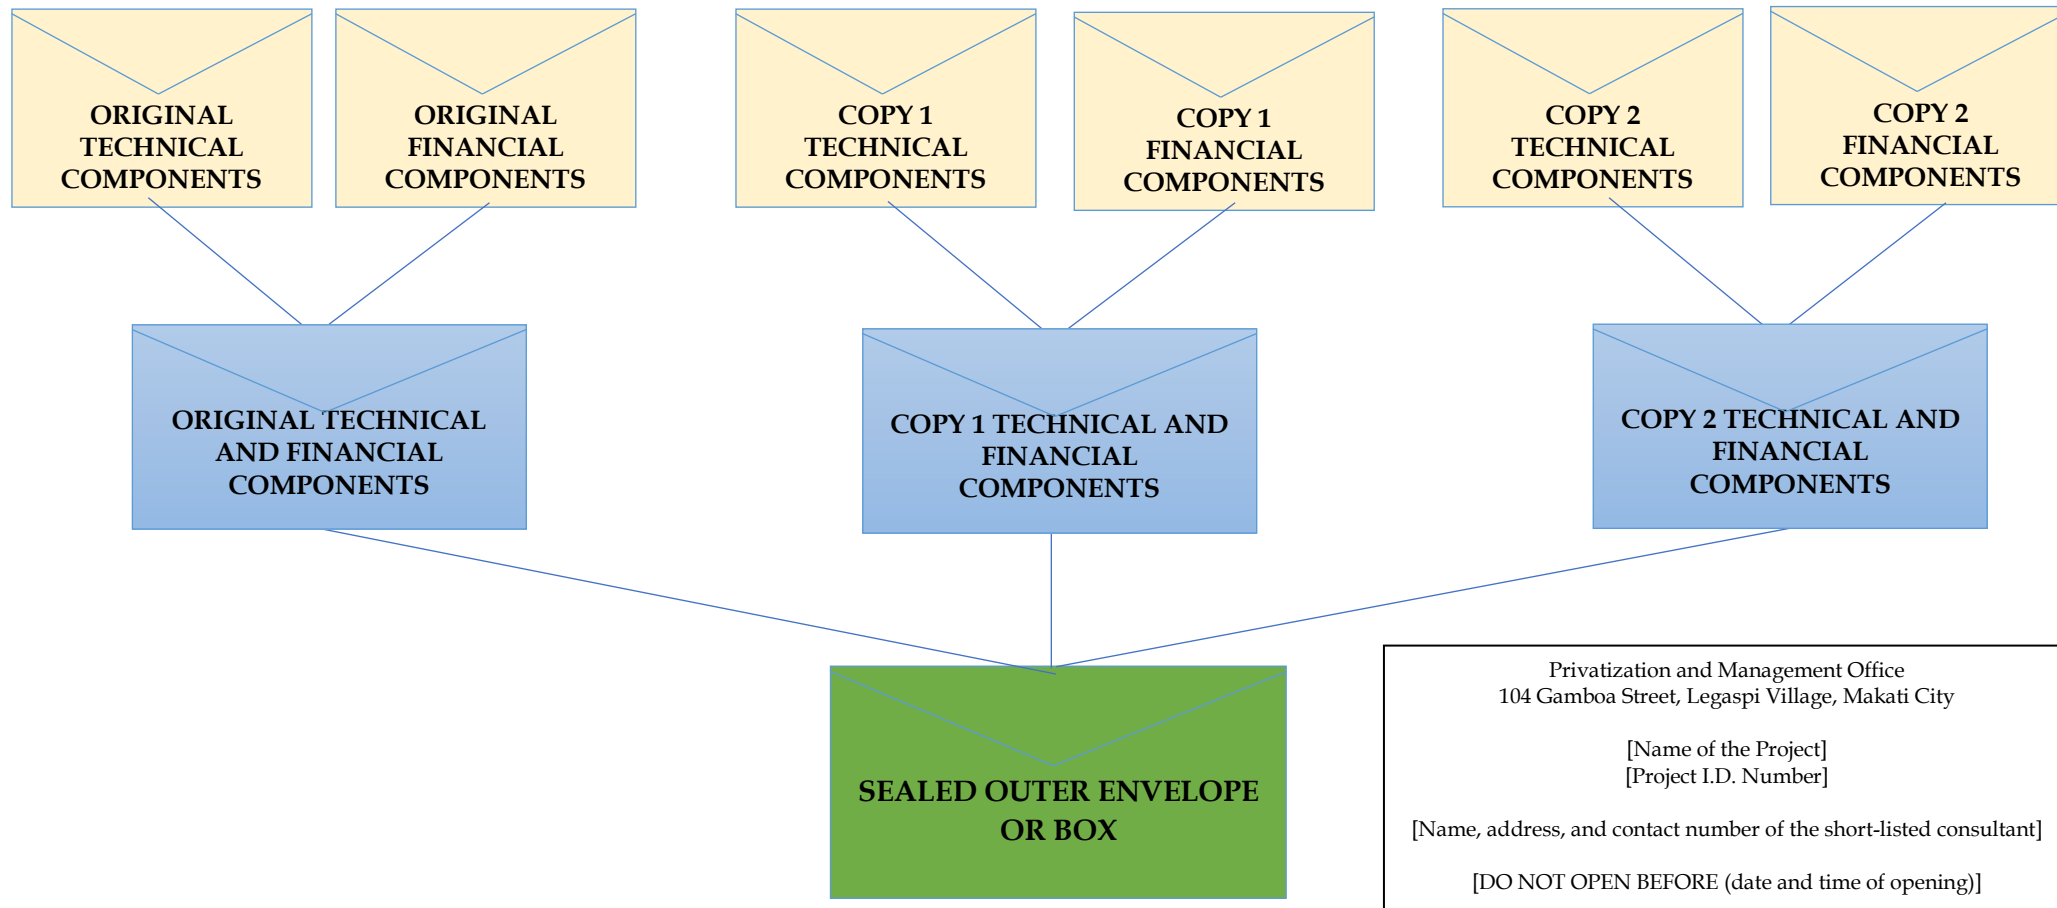 ORIGINAL
TECHNICAL
COMPONENTS
ORIGINAL
FINANCIAL
COMPONENTS
COPY 1
TECHNICAL
COMPONENTS
COPY 1
FINANCIAL
COMPONENTS
COPY 2
TECHNICAL
COMPONENTS
COPY 2
FINANCIAL
COMPONENTS
ORIGINAL TECHNICAL
AND FINANCIAL
COMPONENTS
COPY 1 TECHNICAL AND
FINANCIAL
COMPONENTS
COPY 2 TECHNICAL AND
FINANCIAL
COMPONENTS
SEALED OUTER ENVELOPE
OR BOX
Privatization and Management Office
104 Gamboa Street, Legaspi Village, Makati City
[Name of the Project]
[Project I.D. Number]
[Name, address, and contact number of the short-listed consultant]
[DO NOT OPEN BEFORE (date and time of opening)]